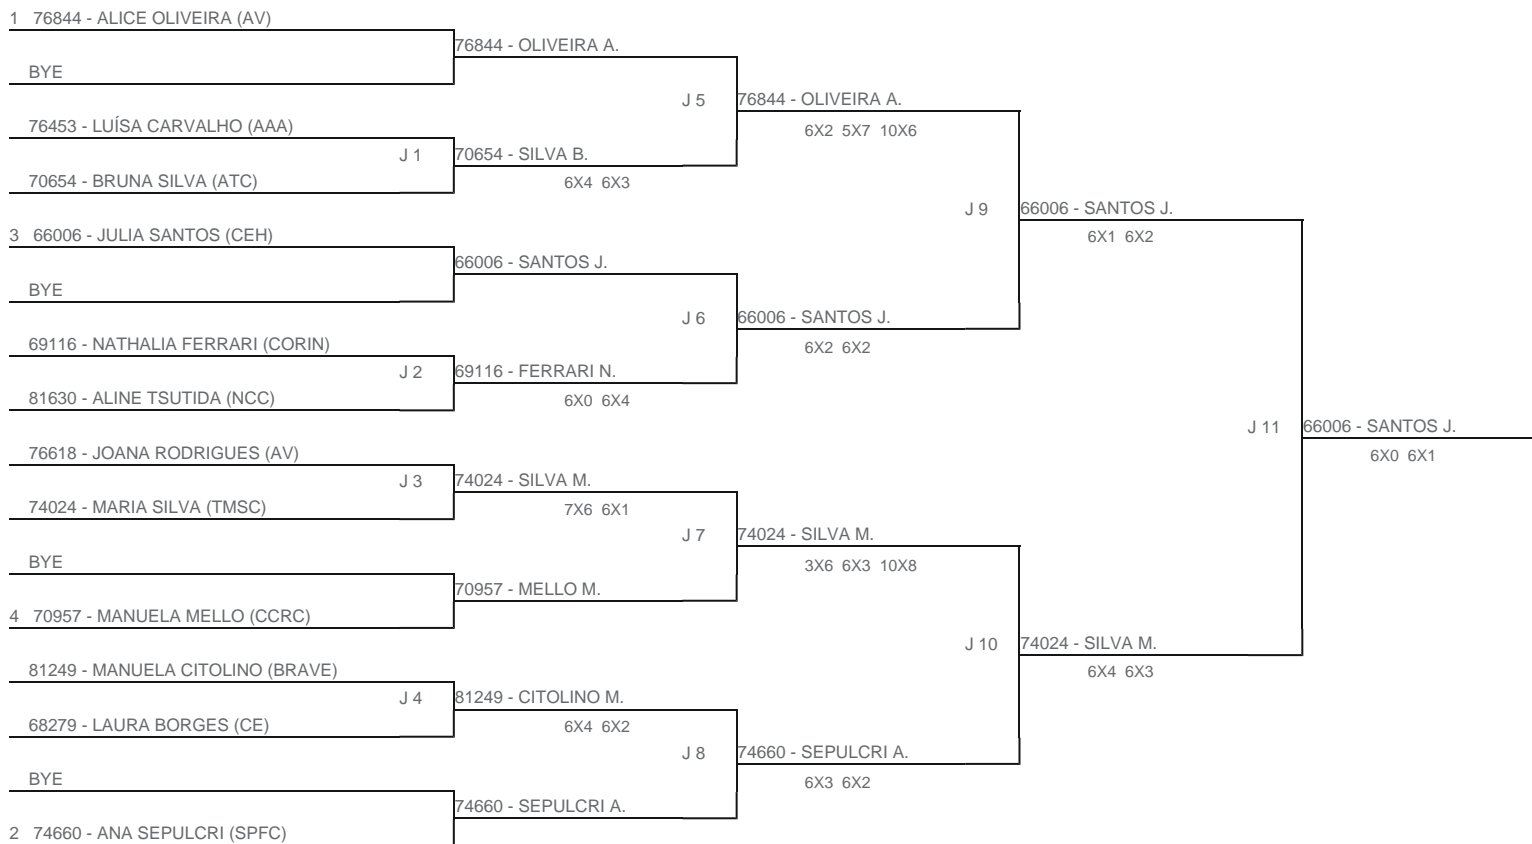 1 76844 - ALICE OLIVEIRA (AV)
76844 - OLIVEIRA A.
BYE
J 5 76844 - OLIVEIRA A.
76453 - LUÍSA CARVALHO (AAA)
6X2 5X7 10X6
J 1 70654 - SILVA B.
70654 - BRUNA SILVA (ATC)
6X4 6X3
J 9 66006 - SANTOS J.
3 66006 - JULIA SANTOS (CEH)
6X1 6X2
66006 - SANTOS J.
BYE
J 6 66006 - SANTOS J.
69116 - NATHALIA FERRARI (CORIN)
6X2 6X2
J 2 69116 - FERRARI N.
81630 - ALINE TSUTIDA (NCC)
6X0 6X4
J 11 66006 - SANTOS J.
76618 - JOANA RODRIGUES (AV)
6X0 6X1
J 3 74024 - SILVA M.
74024 - MARIA SILVA (TMSC)
7X6 6X1
J 7 74024 - SILVA M.
BYE
3X6 6X3 10X8
70957 - MELLO M.
4 70957 - MANUELA MELLO (CCRC)
J 10 74024 - SILVA M.
81249 - MANUELA CITOLINO (BRAVE)
6X4 6X3
J 4 81249 - CITOLINO M.
68279 - LAURA BORGES (CE)
6X4 6X2
J 8 74660 - SEPULCRI A.
BYE
6X3 6X2
74660 - SEPULCRI A.
2 74660 - ANA SEPULCRI (SPFC)